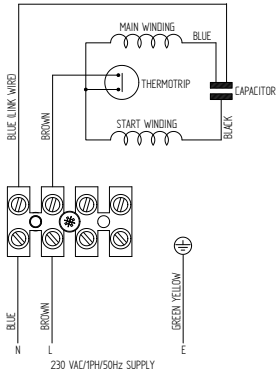 MAIN WINDING
BLUE
THERMOTRIP
CAPACITOR
START WINDING
BLACK
BLUE (LINK WIRE)
BROWN
BLUE
BROWN
GREEN YELLOW
N
L
E
230 VAC/1PH/50Hz SUPPLY